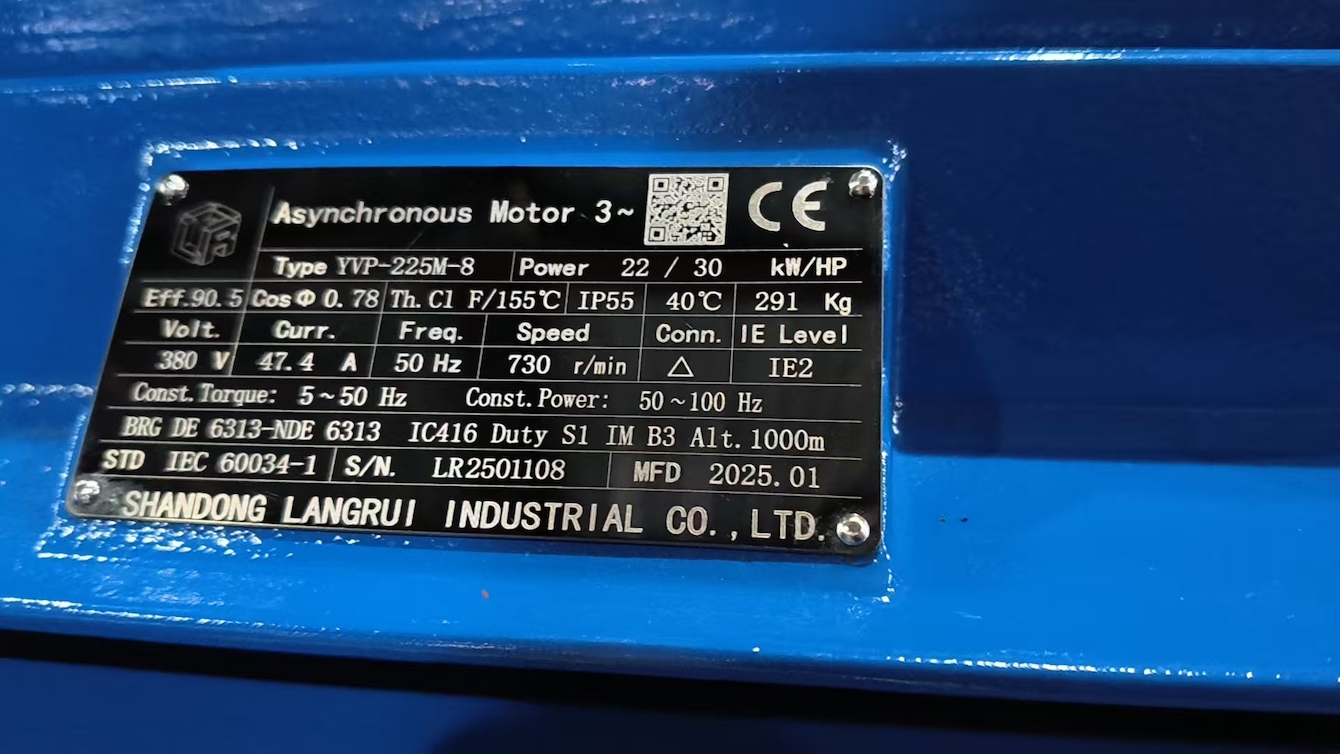 Asynchronous Motor 3~ CE
Type YVP-225M-8 Power 22 / 30 kW/HP
Eff.90.5 CosΦ 0.78 Th.Cl F/155℃ IP55 40℃ 291 Kg
Volt. Curr. Freq. Speed Conn. IE Level
380 V 47.4 A 50 Hz 730 r/min △ IE2
Const.Torque: 5~50 Hz Const.Power: 50~100 Hz
BRG DE 6313-NDE 6313 IC416 Duty S1 IM B3 Alt.1000m
STD IEC 60034-1 S/N. LR2501108 MFD 2025.01
SHANDONG LANGRUI INDUSTRIAL CO.,LTD.